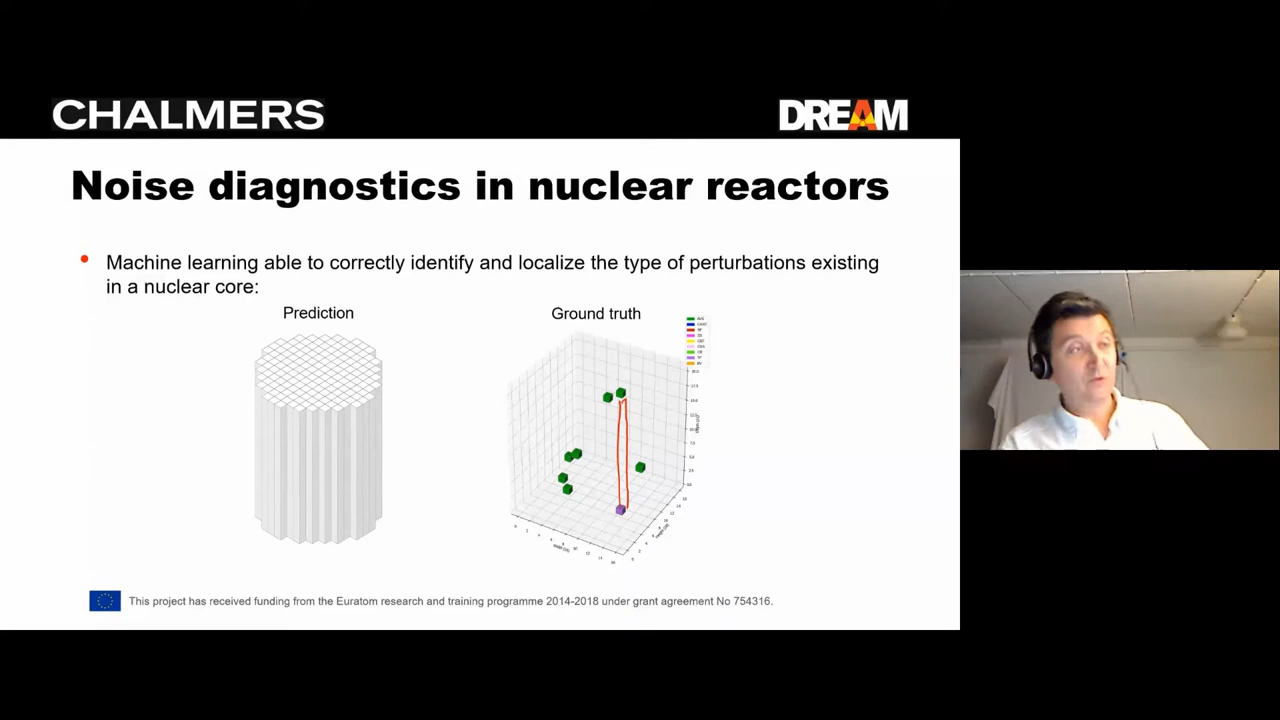 CHALMERS
DREAM
Noise diagnostics in nuclear reactors
• Machine learning able to correctly identify and localize the type of perturbations existing
in a nuclear core:
Prediction
Ground truth
This project has received funding from the Euratom research and training programme 2014-2018 under grant agreement No 754316.